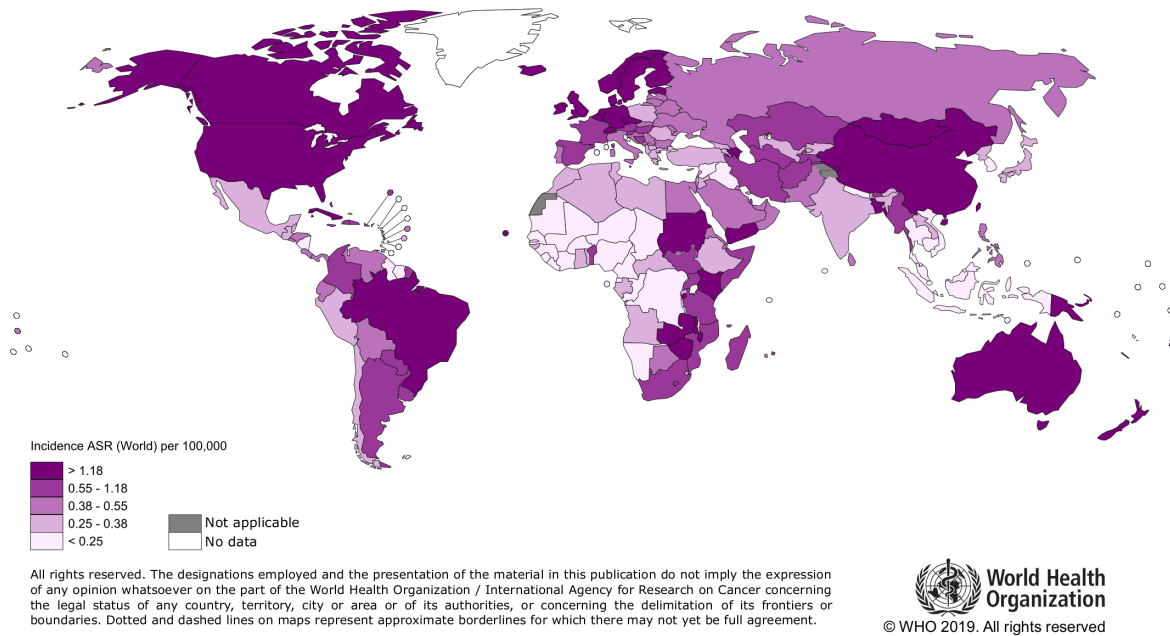 Incidence ASR (World) per 100,000
> 1.18
0.55 - 1.18
0.38 - 0.55
0.25 - 0.38
< 0.25
Not applicable
No data
All rights reserved. The designations employed and the presentation of the material in this publication do not imply the expression
of any opinion whatsoever on the part of the World Health Organization / International Agency for Research on Cancer concerning
the legal status of any country, territory, city or area or of its authorities, or concerning the delimitation of its frontiers or
boundaries. Dotted and dashed lines on maps represent approximate borderlines for which there may not yet be full agreement.
World Health
Organization
© WHO 2019. All rights reserved